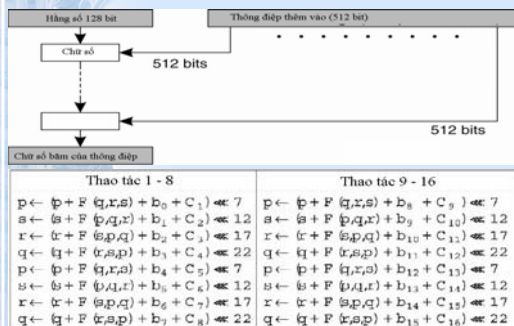 Hằng số 128 bit
Thông điệp thêm vào (512 bit)
Chữ số
512 bits
512 bits
Chữ số băm của thông điệp
Thao tác 1 - 8
p← (p+ F (q,r,s) + b₀ + C₁) ⋘ 7
s← (s+ F (p,q,r) + b₁ + C₂) ⋘ 12
r← (r+ F (s,p,q) + b₂ + C₃) ⋘ 17
q← (q+ F (r,s,p) + b₃ + C₄) ⋘ 22
p← (p+ F (q,r,s) + b₄ + C₅) ⋘ 7
s← (s+ F (p,q,r) + b₅ + C₆) ⋘ 12
r← (r+ F (s,p,q) + b₆ + C₇) ⋘ 17
q← (q+ F (r,s,p) + b₇ + C₈) ⋘ 22
Thao tác 9 - 16
p← (p+ F (q,r,s) + b₈ + C₉) ⋘ 7
s← (s+ F (p,q,r) + b₉ + C₁₀) ⋘ 12
r← (r+ F (s,p,q) + b₁₀ + C₁₁) ⋘ 17
q← (q+ F (r,s,p) + b₁₁ + C₁₂) ⋘ 22
p← (p+ F (q,r,s) + b₁₂ + C₁₃) ⋘ 7
s← (s+ F (p,q,r) + b₁₃ + C₁₄) ⋘ 12
r← (r+ F (s,p,q) + b₁₄ + C₁₅) ⋘ 17
q← (q+ F (r,s,p) + b₁₅ + C₁₆) ⋘ 22